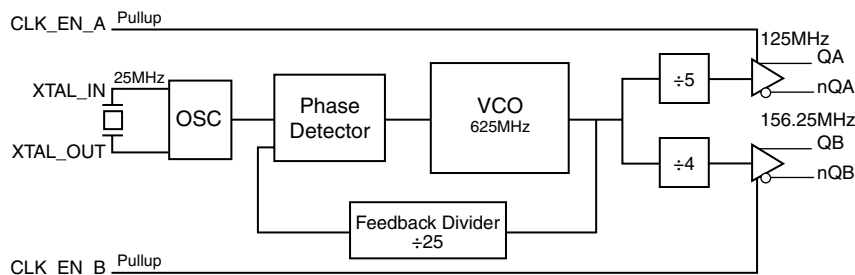 CLK_EN_A Pullup
125MHz
QA
XTAL_IN 25MHz
OSC
Phase
Detector
VCO
625MHz
÷5
nQA
156.25MHz
XTAL_OUT
÷4
QB
nQB
Feedback Divider
÷25
CLK_EN_B Pullup